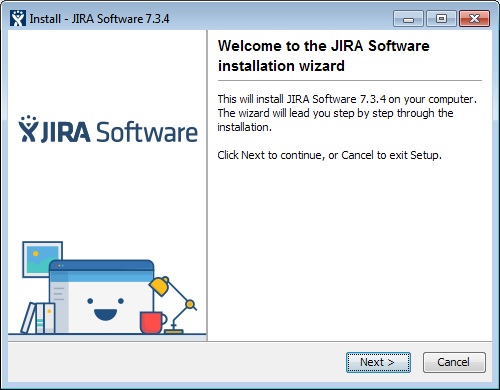 Install - JIRA Software 7.3.4
JIRA Software
Welcome to the JIRA Software
installation wizard
This will install JIRA Software 7.3.4 on your computer.
The wizard will lead you step by step through the
installation.
Click Next to continue, or Cancel to exit Setup.
Next >
Cancel